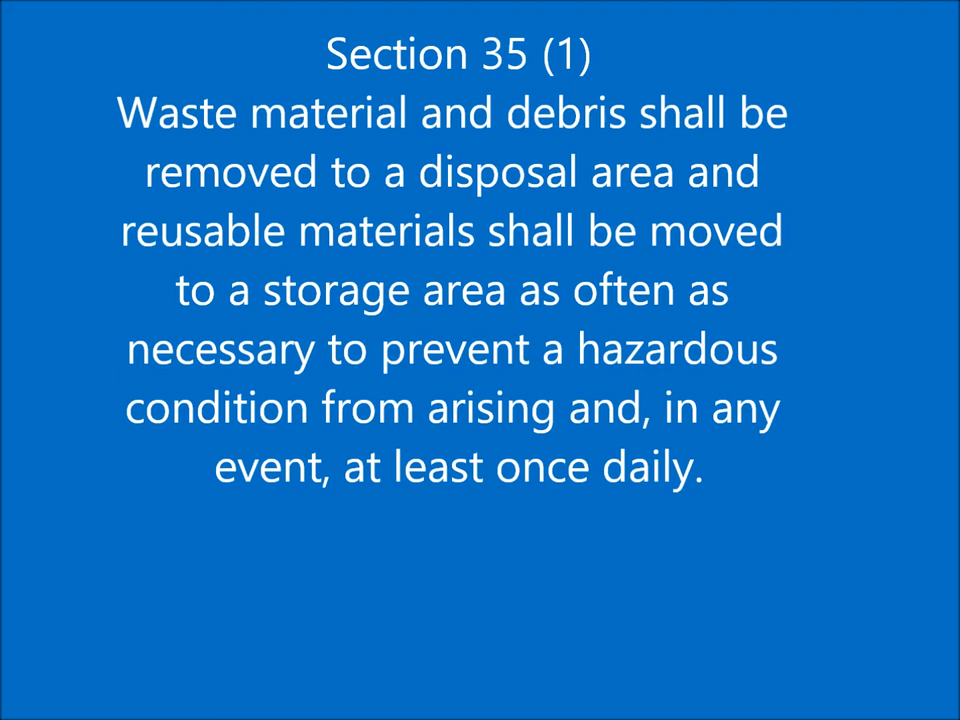 Section 35 (1)
Waste material and debris shall be
removed to a disposal area and
reusable materials shall be moved
to a storage area as often as
necessary to prevent a hazardous
condition from arising and, in any
event, at least once daily.